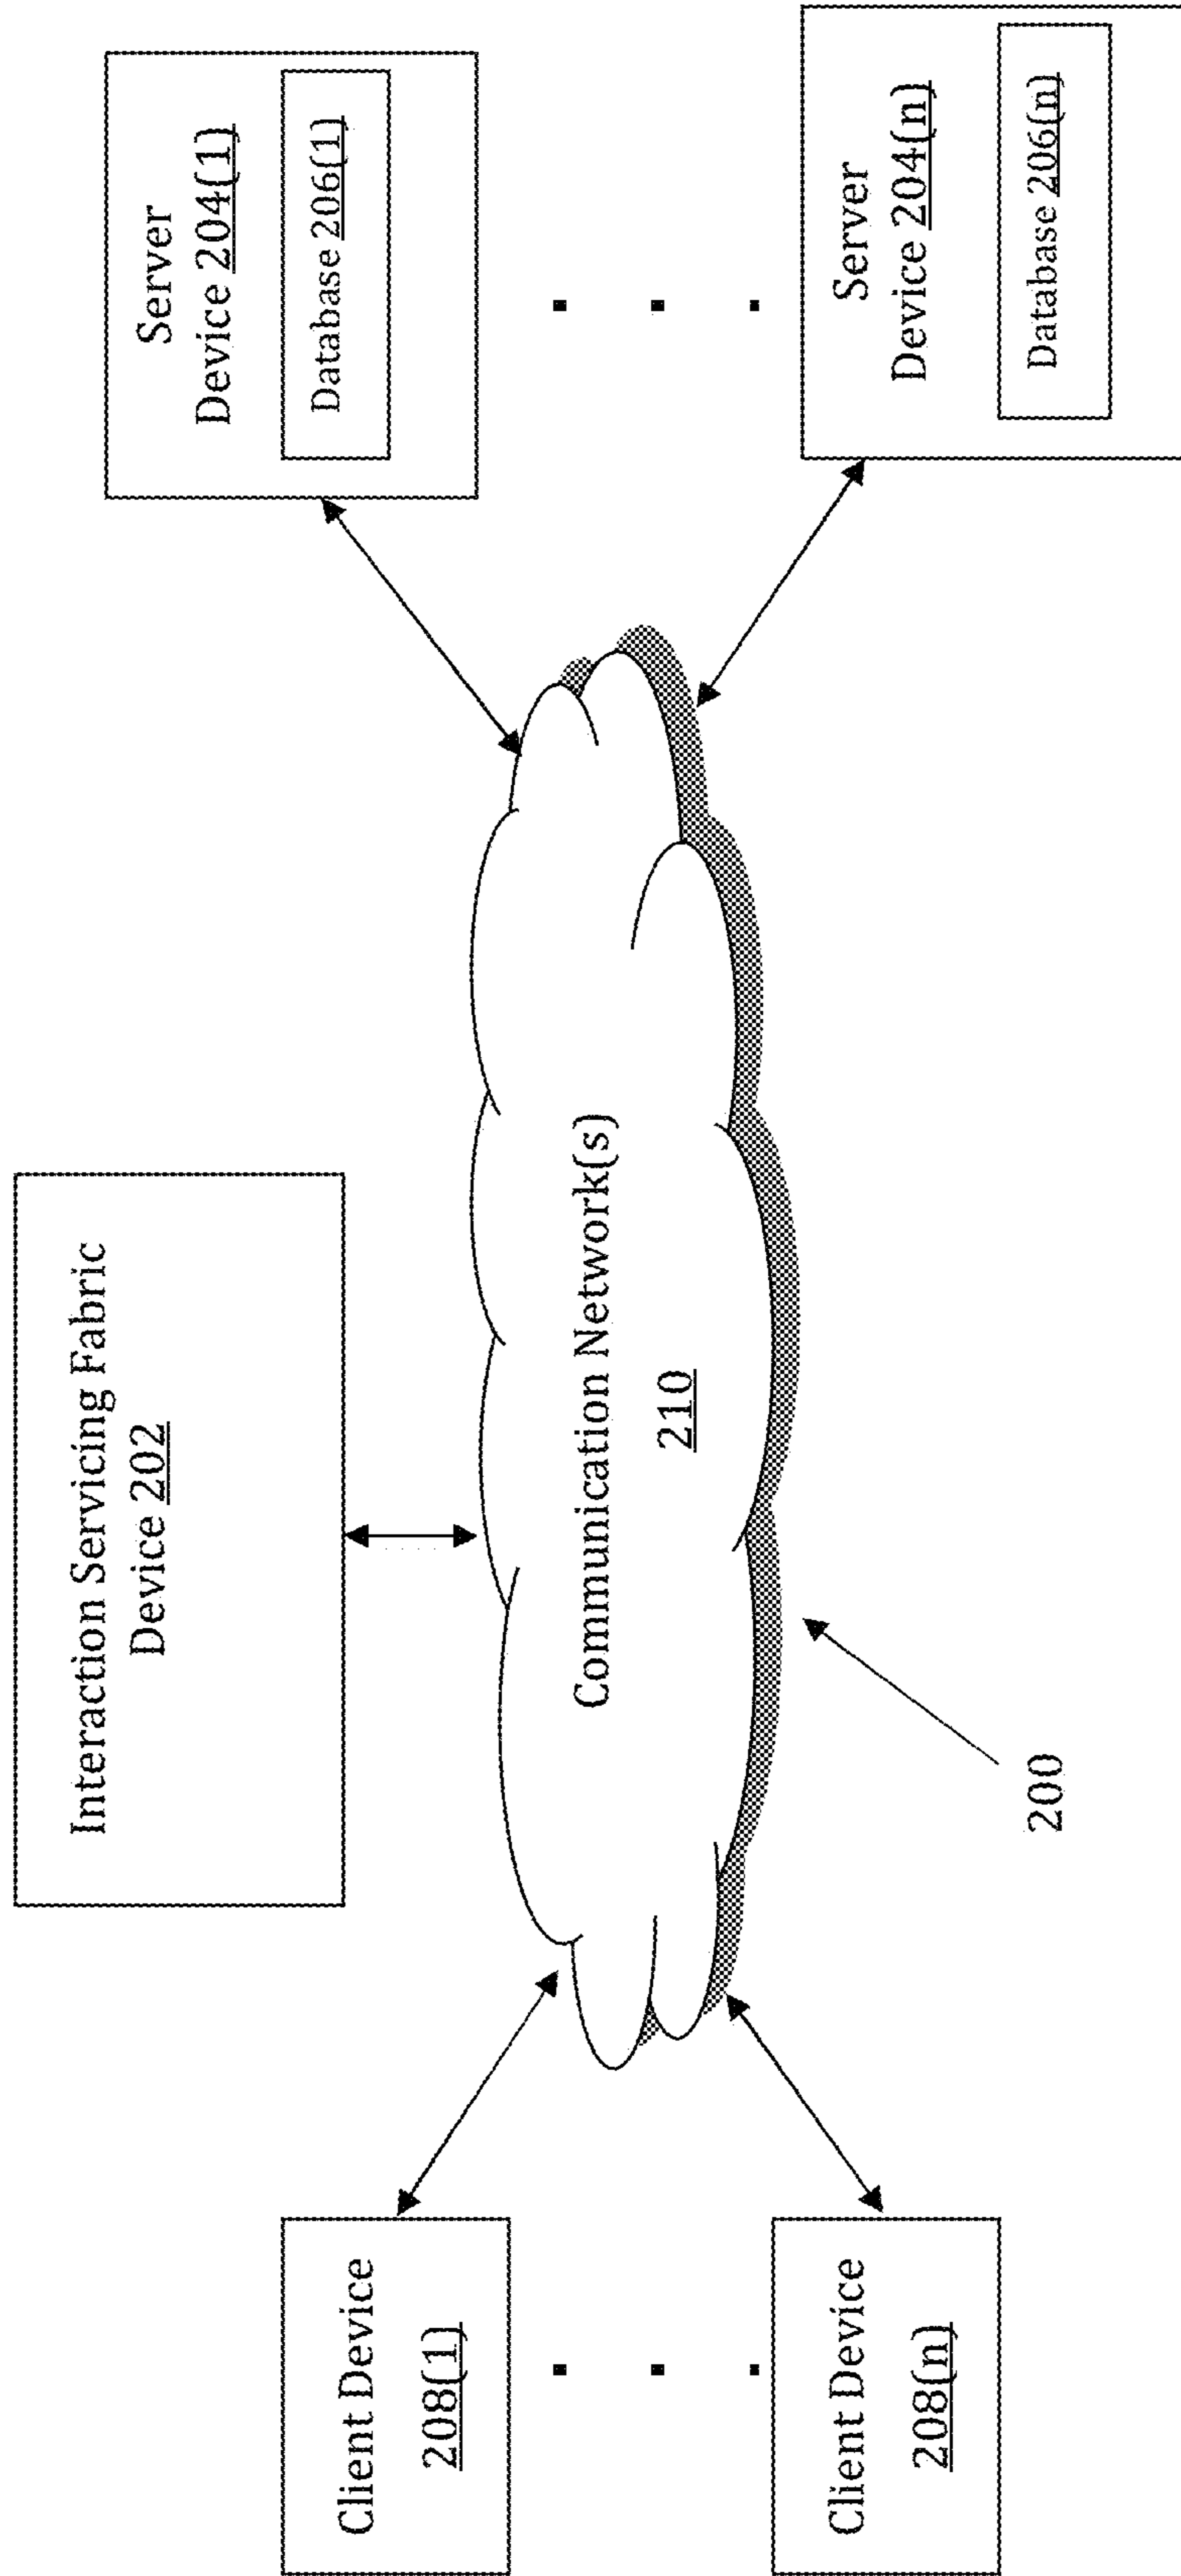 Interaction Servicing Fabric
Device 202
Client Device
208(1)
Client Device
208(n)
Communication Network(s)
210
200
Server
Device 204(1)
Database 206(1)
Server
Device 204(n)
Database 206(n)